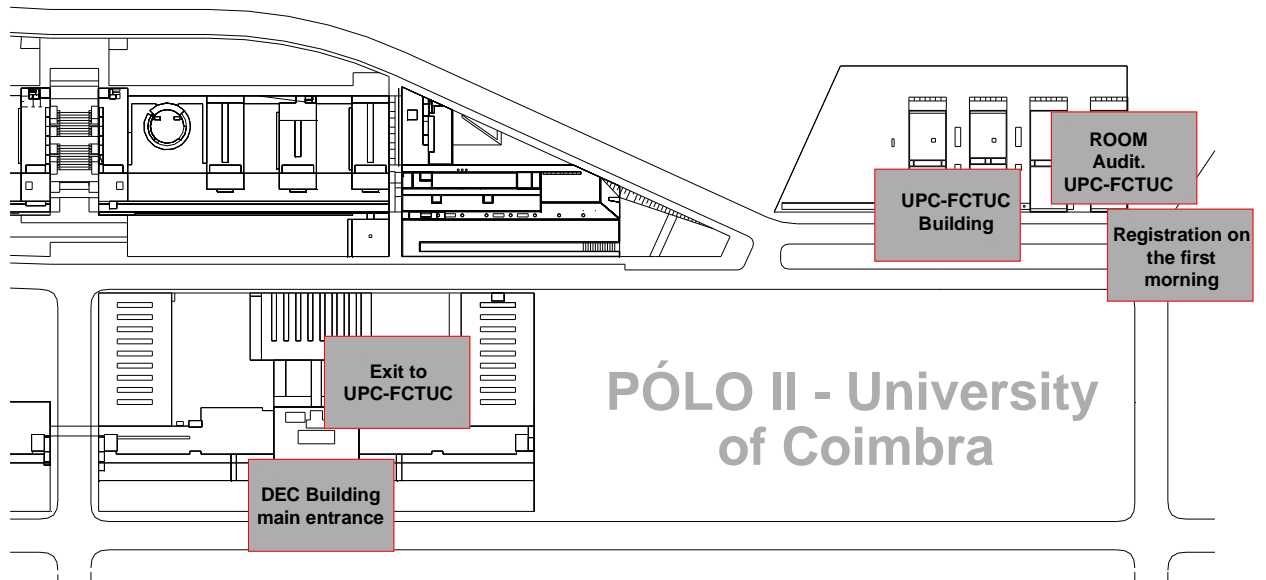 ROOM
Audit.
UPC-FCTUC
UPC-FCTUC
Building
Registration on
the first
morning
Exit to
UPC-FCTUC
PÓLO II - University
of Coimbra
DEC Building
main entrance